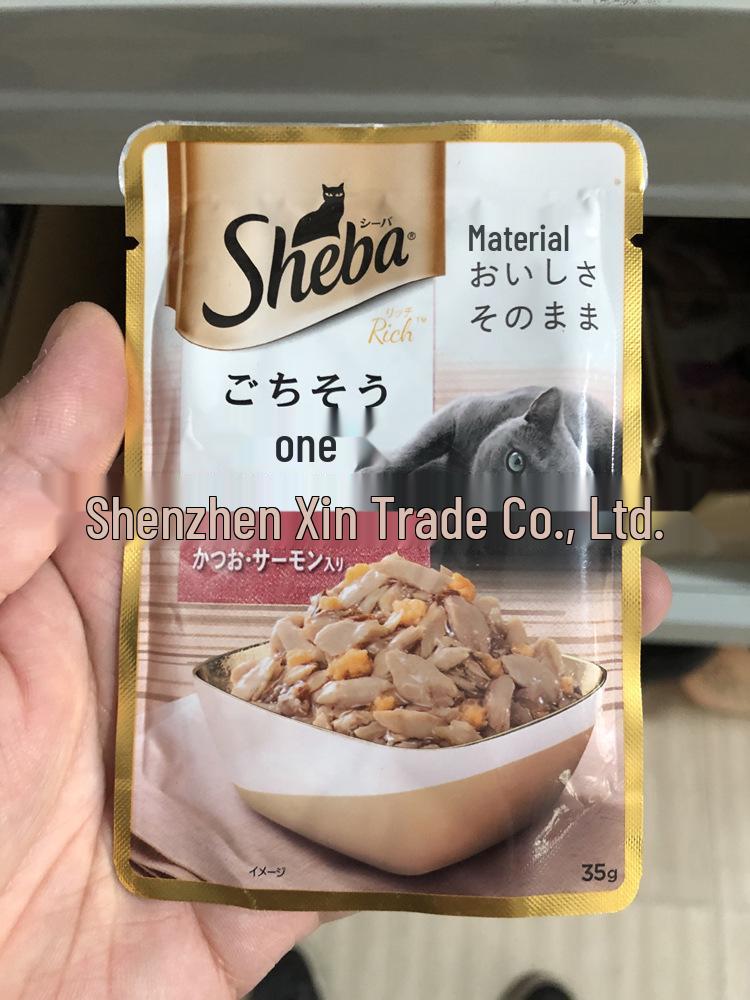 シーバ
Sheba®
リッチ
Rich™
Material
おいしさ
そのまま
ごちそう
one
Shenzhen Xin Trade Co., Ltd.
かつお・サーモン入り
イメージ
35g